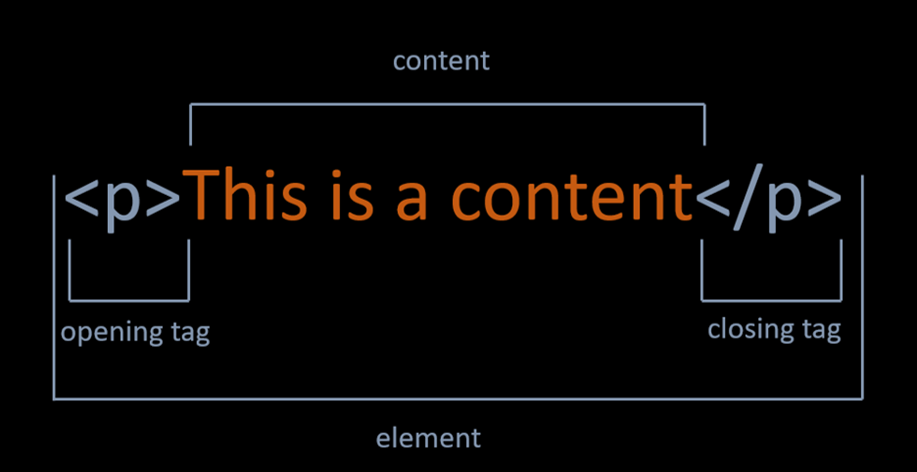 content
<p>This is a content</p>
opening tag
closing tag
element